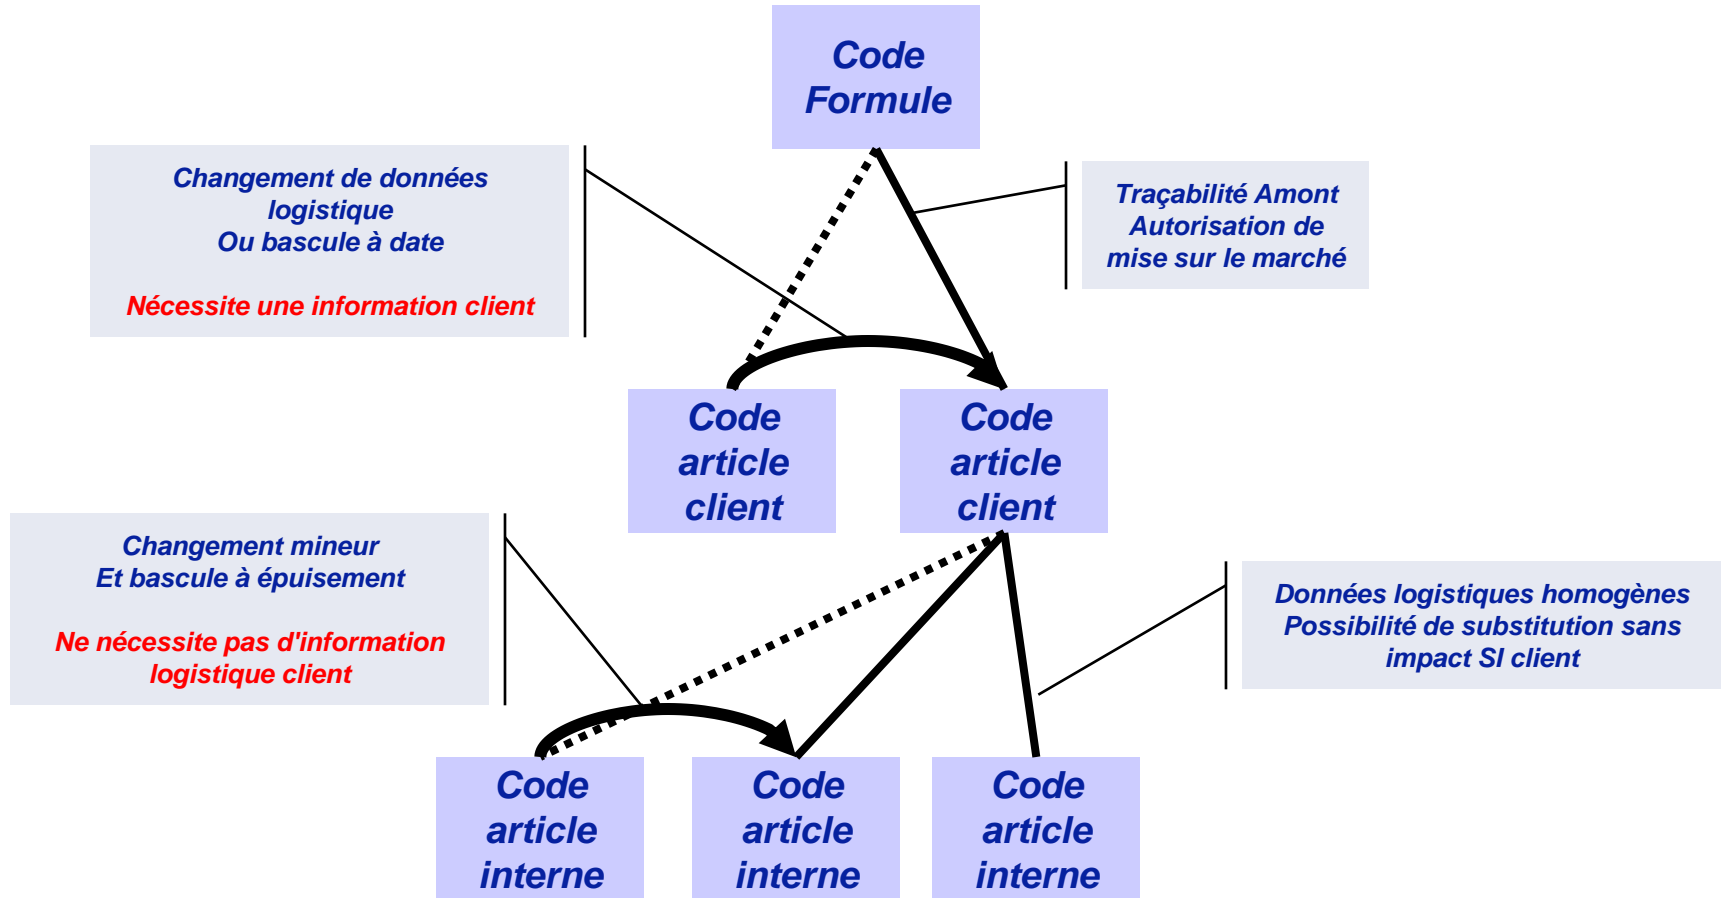 Code
Formule
Changement de données
logistique
Ou bascule à date
Nécessite une information client
Traçabilité Amont
Autorisation de
mise sur le marché
Code
article
client
Code
article
client
Changement mineur
Et bascule à épuisement
Ne nécessite pas d'information
logistique client
Données logistiques homogènes
Possibilité de substitution sans
impact SI client
Code
article
interne
Code
article
interne
Code
article
interne